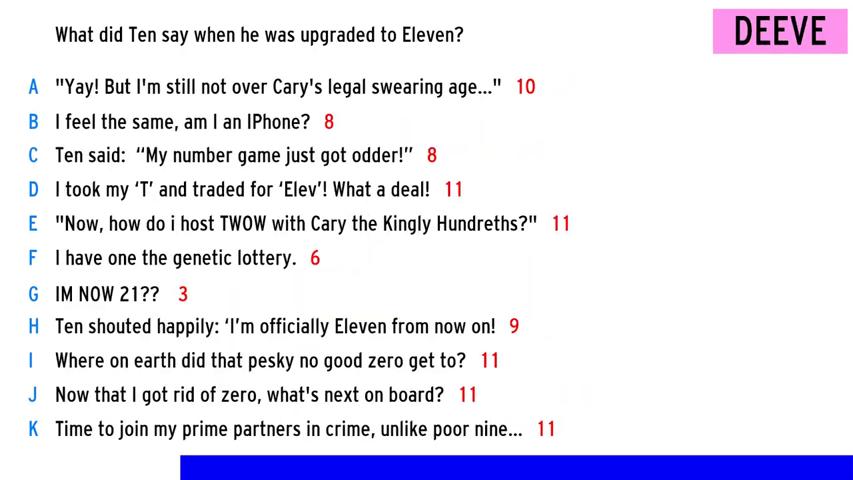 What did Ten say when he was upgraded to Eleven?
DEEVE
A "Yay! But I'm still not over Cary's legal swearing age..." 10
B I feel the same, am I an IPhone? 8
C Ten said: “My number game just got odder!” 8
D I took my ‘T’ and traded for ‘Elev’! What a deal! 11
E "Now, how do i host TWOW with Cary the Kingly Hundreths?" 11
F I have one the genetic lottery. 6
G IM NOW 21?? 3
H Ten shouted happily: ‘I’m officially Eleven from now on! 9
I Where on earth did that pesky no good zero get to? 11
J Now that I got rid of zero, what's next on board? 11
K Time to join my prime partners in crime, unlike poor nine... 11